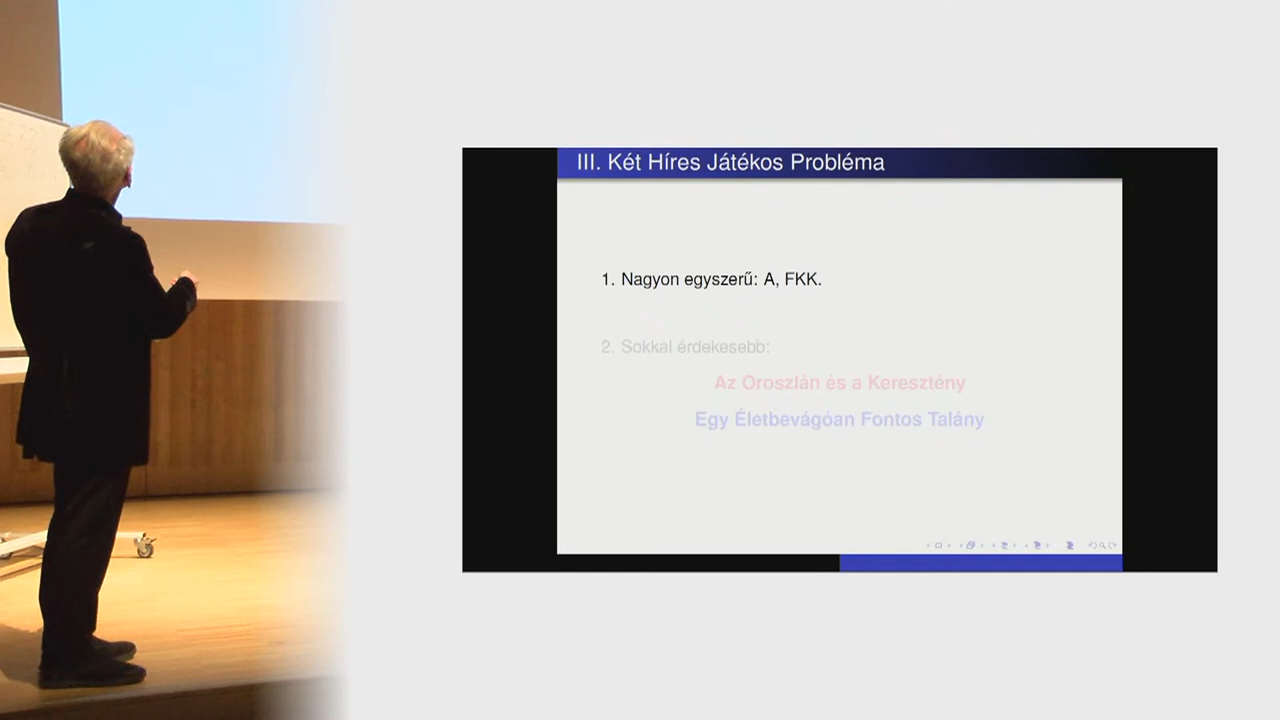 III. Két Híres Játékos Probléma
1. Nagyon egyszerű: A, FKK.
2. Sokkal érdekesebb:
Az Oroszlán és a Keresztény
Egy Életbevágóan Fontos Talány